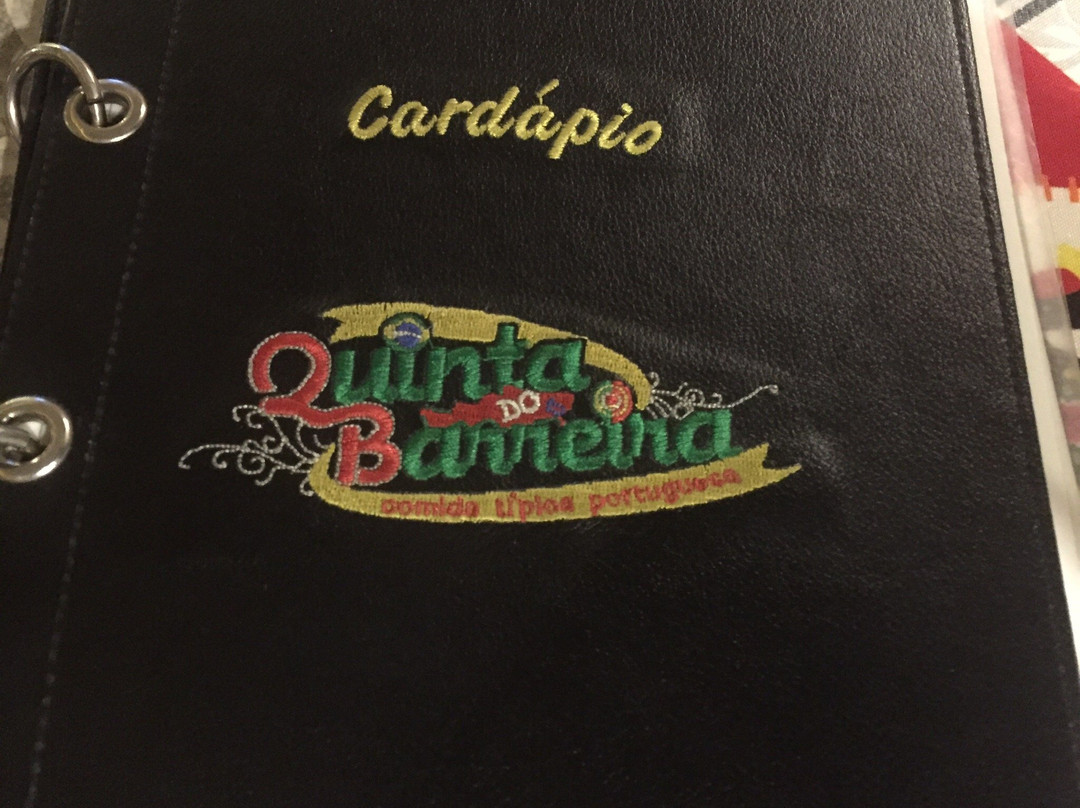 Cardápio
Quinta
DO
Barreira
comida típica portuguesa